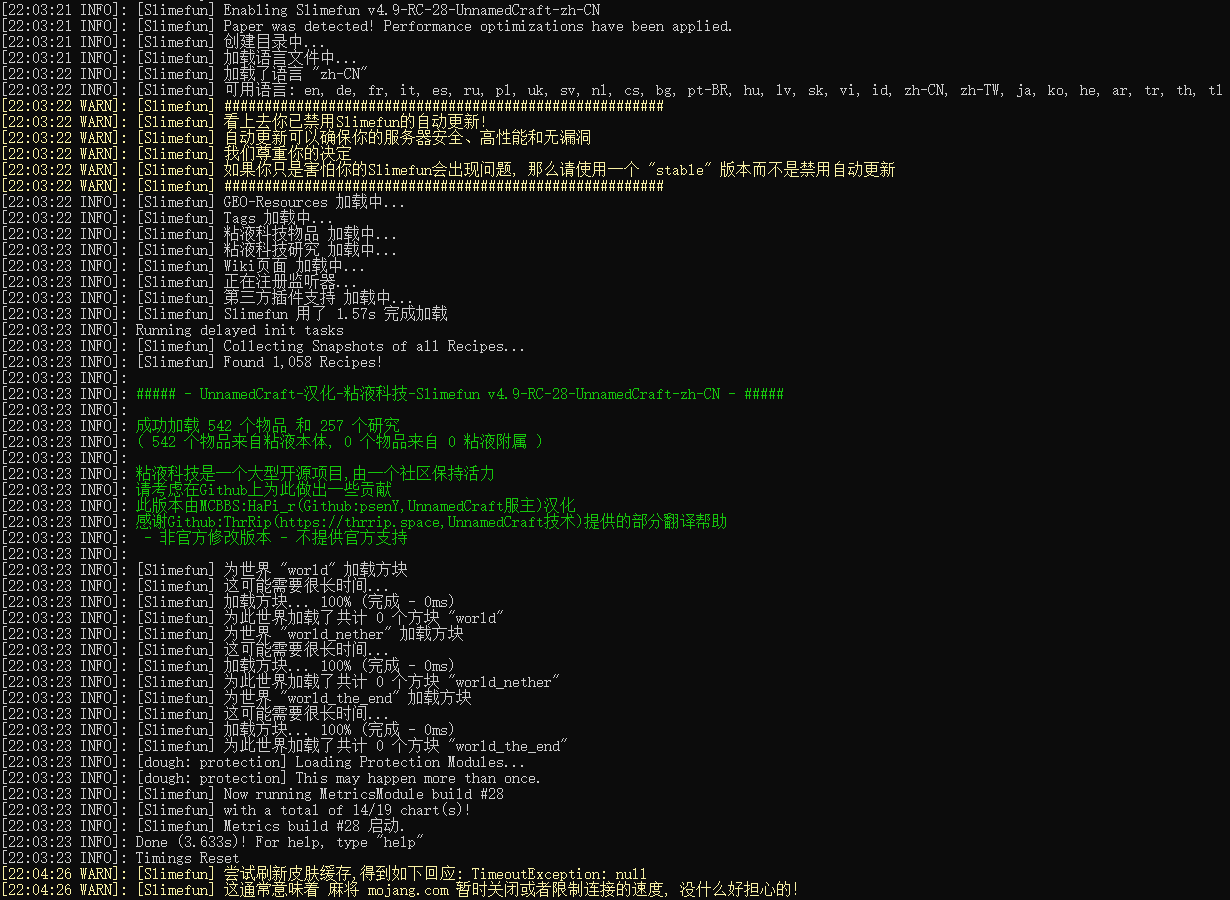 [22:03:21 INFO]: [Slimefun] Enabling Slimefun v4.9-RC-28-UnnamedCraft-zh-CN
[22:03:21 INFO]: [Slimefun] Paper was detected! Performance optimizations have been applied.
[22:03:21 INFO]: [Slimefun] 创建目录中...
[22:03:21 INFO]: [Slimefun] 加载语言文件中...
[22:03:22 INFO]: [Slimefun] 加载了语言 "zh-CN"
[22:03:22 INFO]: [Slimefun] 可用语言: en, de, fr, it, es, ru, pl, uk, sv, nl, cs, bg, pt-BR, hu, lv, sk, vi, id, zh-CN, zh-TW, ja, ko, he, ar, tr, th, tl
[22:03:22 WARN]: [Slimefun] #######################################################
[22:03:22 WARN]: [Slimefun] 看上去你已禁用Slimefun的自动更新!
[22:03:22 WARN]: [Slimefun] 自动更新可以确保你的服务器安全、高性能和无漏洞
[22:03:22 WARN]: [Slimefun] 我们尊重你的决定
[22:03:22 WARN]: [Slimefun] 如果你只是害怕你的Slimefun会出现问题, 那么请使用一个 "stable" 版本而不是禁用自动更新
[22:03:22 WARN]: [Slimefun] #######################################################
[22:03:22 INFO]: [Slimefun] GEO-Resources 加载中...
[22:03:22 INFO]: [Slimefun] Tags 加载中...
[22:03:22 INFO]: [Slimefun] 粘液科技物品 加载中...
[22:03:23 INFO]: [Slimefun] 粘液科技研究 加载中...
[22:03:23 INFO]: [Slimefun] Wiki页面 加载中...
[22:03:23 INFO]: [Slimefun] 正在注册监听器...
[22:03:23 INFO]: [Slimefun] 第三方插件支持 加载中...
[22:03:23 INFO]: [Slimefun] Slimefun 用了 1.57s 完成加载
[22:03:23 INFO]: Running delayed init tasks
[22:03:23 INFO]: [Slimefun] Collecting Snapshots of all Recipes...
[22:03:23 INFO]: [Slimefun] Found 1,058 Recipes!
[22:03:23 INFO]:
[22:03:23 INFO]: ##### - UnnamedCraft-汉化-粘液科技-Slimefun v4.9-RC-28-UnnamedCraft-zh-CN - #####
[22:03:23 INFO]:
[22:03:23 INFO]: 成功加载 542 个物品 和 257 个研究
[22:03:23 INFO]: ( 542 个物品来自粘液本体, 0 个物品来自 0 粘液附属 )
[22:03:23 INFO]:
[22:03:23 INFO]: 粘液科技是一个大型开源项目,由一个社区保持活力
[22:03:23 INFO]: 请考虑在Github上为此做出一些贡献
[22:03:23 INFO]: 此版本由MCBBS:HaPi_r(Github:psenY,UnnamedCraft服主)汉化
[22:03:23 INFO]: 感谢Github:ThrRip(https://thrrip.space,UnnamedCraft技术)提供的部分翻译帮助
[22:03:23 INFO]:  - 非官方修改版本 - 不提供官方支持
[22:03:23 INFO]:
[22:03:23 INFO]: [Slimefun] 为世界 "world" 加载方块
[22:03:23 INFO]: [Slimefun] 这可能需要很长时间...
[22:03:23 INFO]: [Slimefun] 加载方块... 100% (完成 - 0ms)
[22:03:23 INFO]: [Slimefun] 为此世界加载了共计 0 个方块 "world"
[22:03:23 INFO]: [Slimefun] 为世界 "world_nether" 加载方块
[22:03:23 INFO]: [Slimefun] 这可能需要很长时间...
[22:03:23 INFO]: [Slimefun] 加载方块... 100% (完成 - 0ms)
[22:03:23 INFO]: [Slimefun] 为此世界加载了共计 0 个方块 "world_nether"
[22:03:23 INFO]: [Slimefun] 为世界 "world_the_end" 加载方块
[22:03:23 INFO]: [Slimefun] 这可能需要很长时间...
[22:03:23 INFO]: [Slimefun] 加载方块... 100% (完成 - 0ms)
[22:03:23 INFO]: [Slimefun] 为此世界加载了共计 0 个方块 "world_the_end"
[22:03:23 INFO]: [dough: protection] Loading Protection Modules...
[22:03:23 INFO]: [dough: protection] This may happen more than once.
[22:03:23 INFO]: [Slimefun] Now running MetricsModule build #28
[22:03:23 INFO]: [Slimefun] with a total of 14/19 chart(s)!
[22:03:23 INFO]: [Slimefun] Metrics build #28 启动.
[22:03:23 INFO]: Done (3.633s)! For help, type "help"
[22:03:23 INFO]: Timings Reset
[22:04:26 WARN]: [Slimefun] 尝试刷新皮肤缓存,得到如下回应: TimeoutException: null
[22:04:26 WARN]: [Slimefun] 这通常意味着 麻将 mojang.com 暂时关闭或者限制连接的速度, 没什么好担心的!